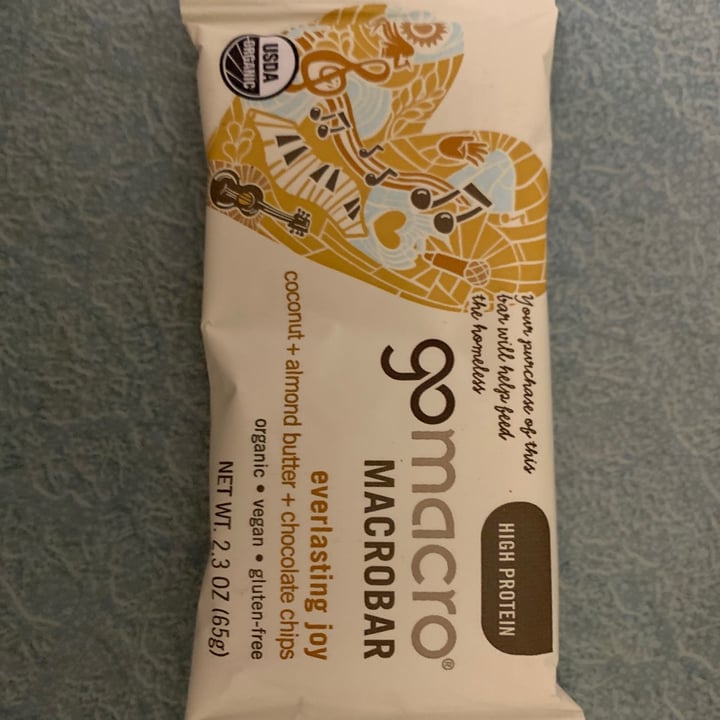 USDA
ORGANIC
Your purchase of this
bar will help feed
the homeless
HIGH PROTEIN
gomacro®
MACROBAR
everlasting joy
coconut + almond butter + chocolate chips
organic • vegan • gluten-free
NET WT. 2.3 OZ (65g)